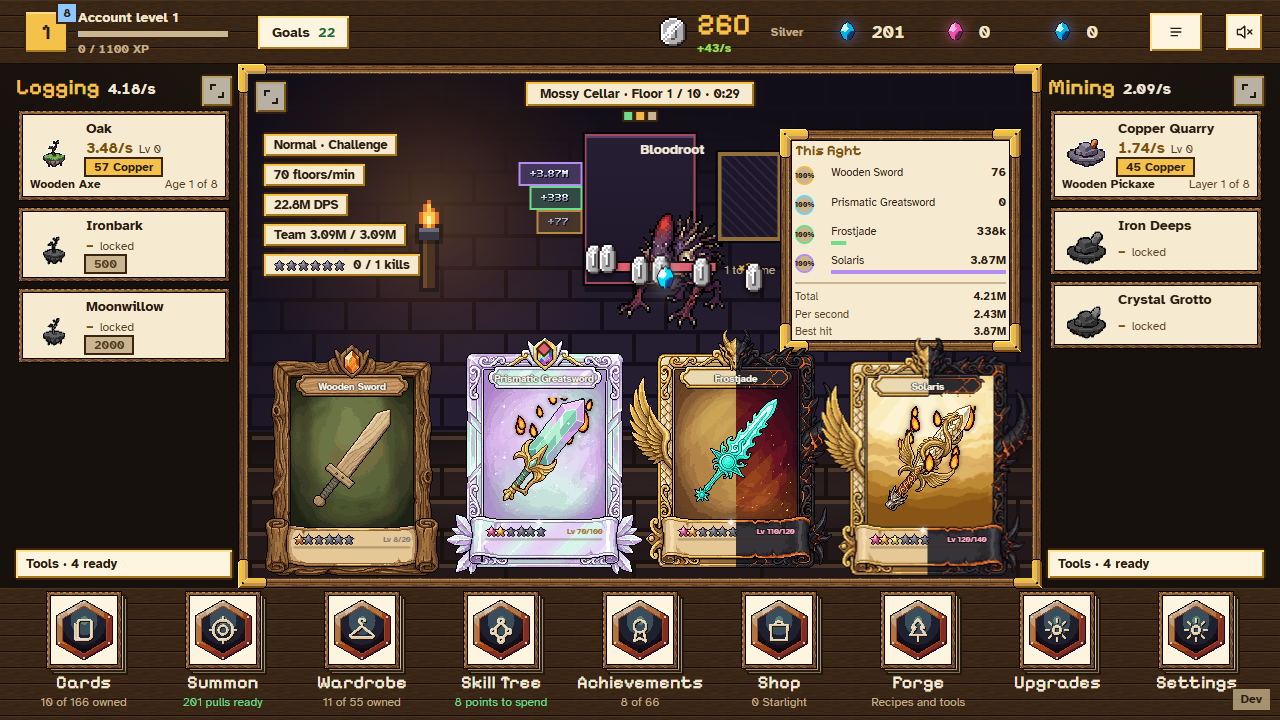 1
8
Account level 1
0 / 1100 XP
Goals 22
260
+43/s
Silver
201
0
0
Logging 4.18/s
Oak
3.48/s Lv 0
57 Copper
Wooden Axe
Age 1 of 8
Ironbark
– locked
500
Moonwillow
– locked
2000
Tools · 4 ready
Mossy Cellar · Floor 1 / 10 · 0:29
Normal · Challenge
70 floors/min
22.8M DPS
Team 3.09M / 3.09M
0 / 1 kills
Bloodroot
+3.87M
+338
+77
This fight
100% Wooden Sword 76
100% Prismatic Greatsword 0
100% Frostjade 338k
100% Solaris 3.87M
Total 4.21M
Per second 2.43M
Best hit 3.87M
Wooden Sword
Lv 8/20
Prismatic Greatsword
Lv 70/100
Frostjade
Lv 110/120
Solaris
Lv 120/140
Mining 2.09/s
Copper Quarry
1.74/s Lv 0
45 Copper
Wooden Pickaxe
Layer 1 of 8
Iron Deeps
– locked
Crystal Grotto
– locked
Tools · 4 ready
Cards
10 of 166 owned
Summon
201 pulls ready
Wardrobe
11 of 55 owned
Skill Tree
8 points to spend
Achievements
8 of 66
Shop
0 Starlight
Forge
Recipes and tools
Upgrades
Settings
Dev